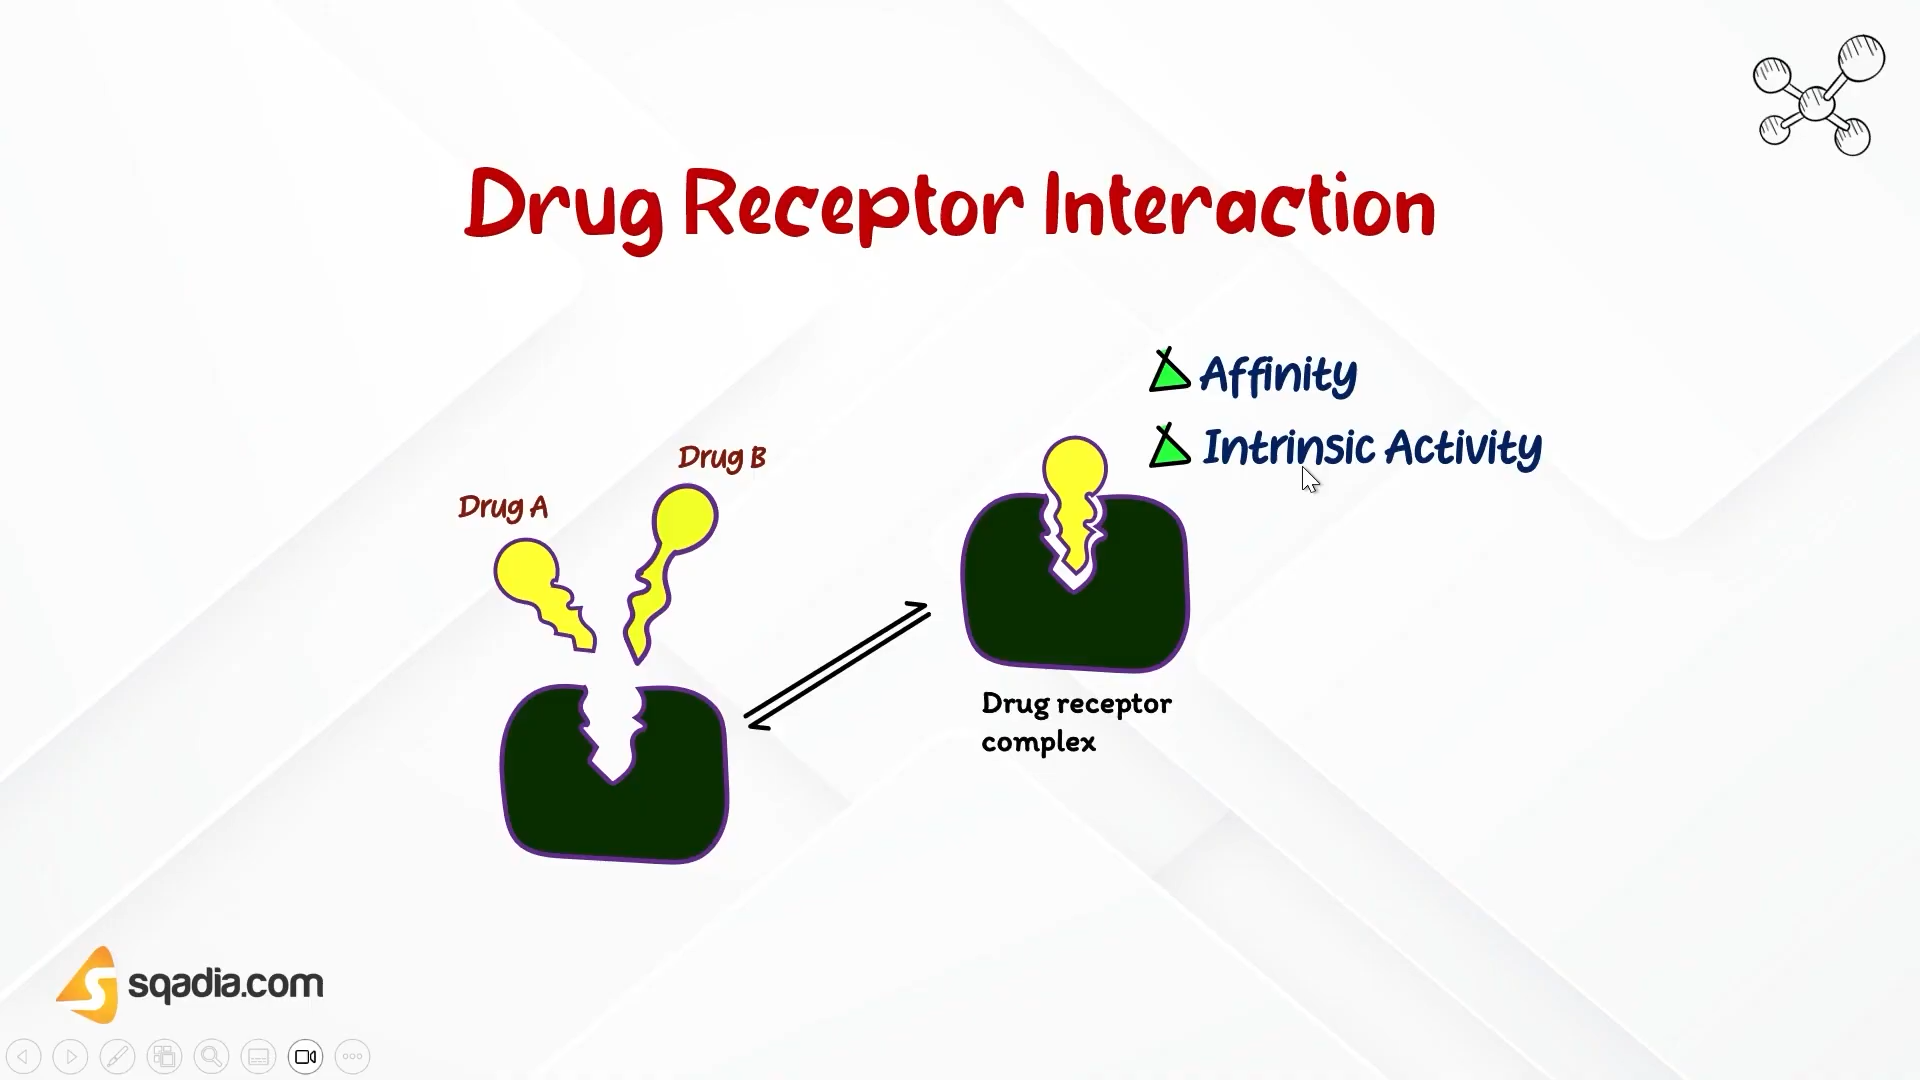 Drug Receptor Interaction
Affinity
Intrinsic Activity
Drug B
Drug A
Drug receptor
complex
sqadia.com